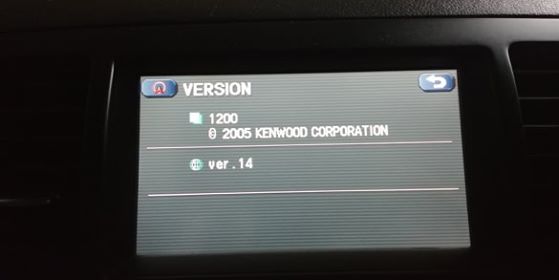 VERSION
1200
© 2005 KENWOOD CORPORATION
ver.14